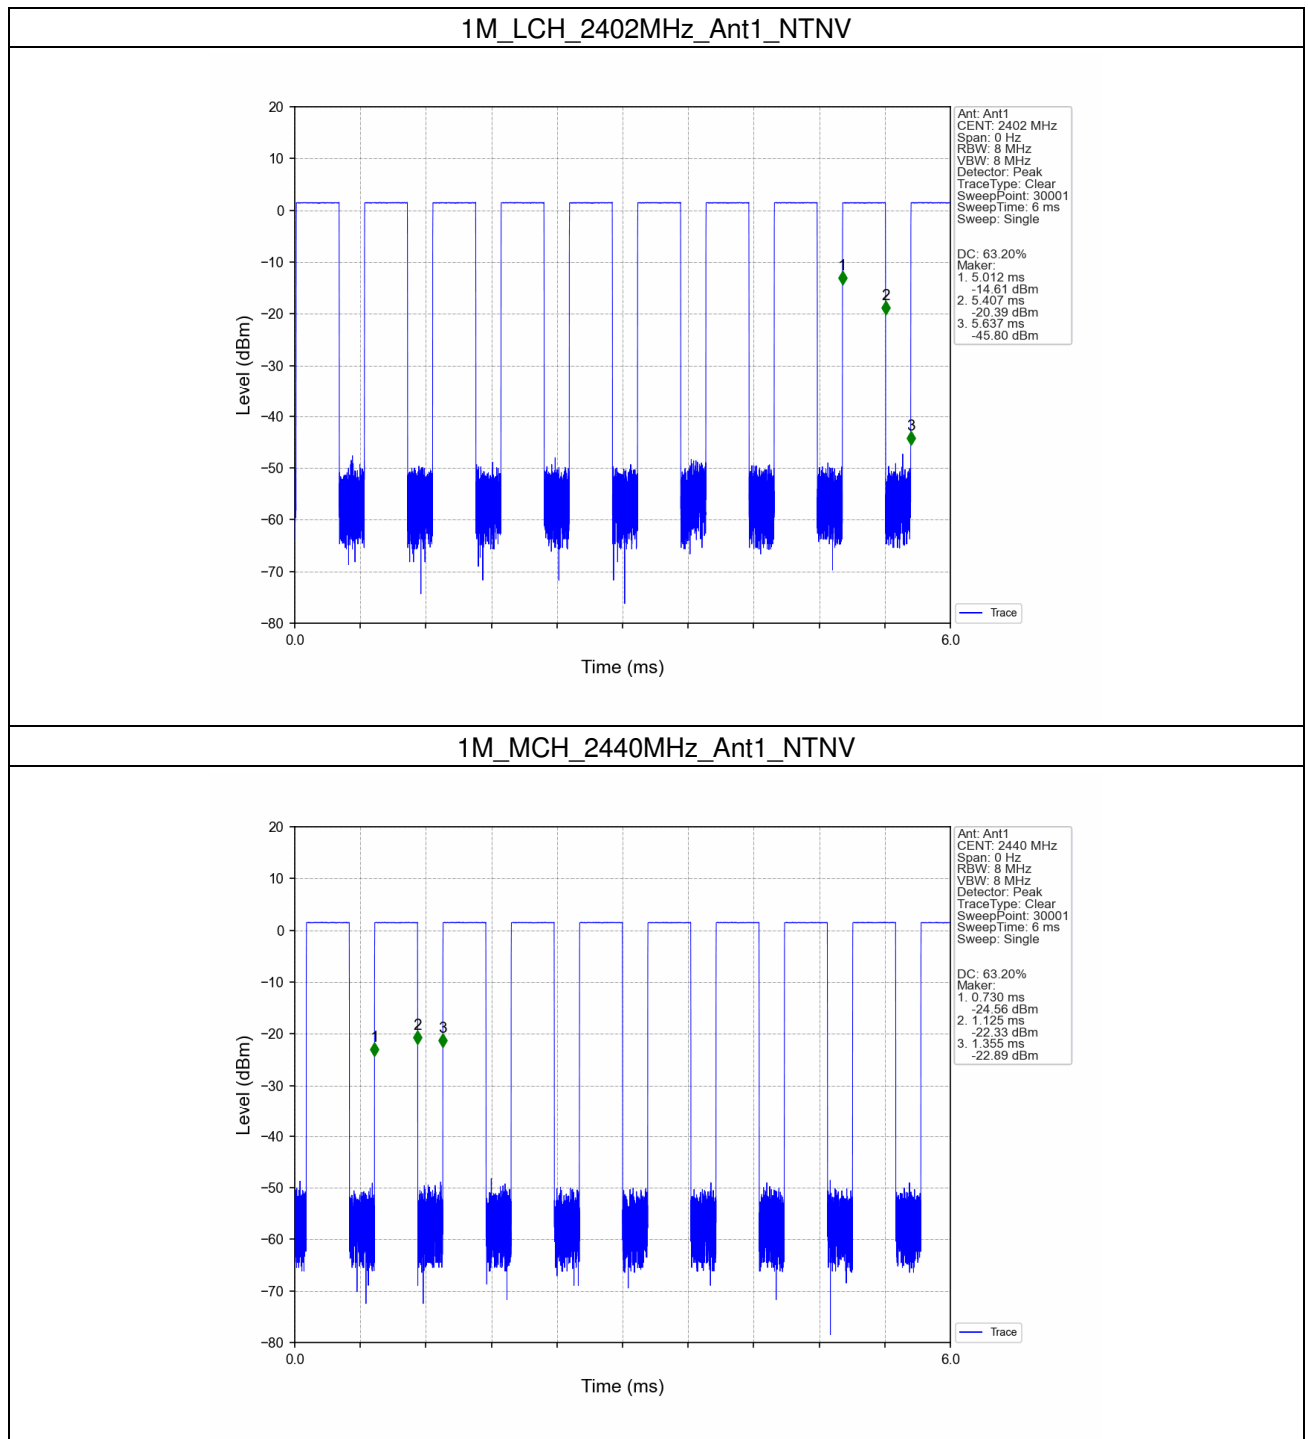 1M_LCH_2402MHz_Ant1_NTNV
20
10
0
−10
−20
−30
−40
−50
−60
−70
−80
Level (dBm)
0.0
6.0
Time (ms)
1
2
3
Ant: Ant1
CENT: 2402 MHz
Span: 0 Hz
RBW: 8 MHz
VBW: 8 MHz
Detector: Peak
TraceType: Clear
SweepPoint: 30001
SweepTime: 6 ms
Sweep: Single
DC: 63.20%
Maker:
1. 5.012 ms
-14.61 dBm
2. 5.407 ms
-20.39 dBm
3. 5.637 ms
-45.80 dBm
Trace
1M_MCH_2440MHz_Ant1_NTNV
20
10
0
−10
−20
−30
−40
−50
−60
−70
−80
Level (dBm)
0.0
6.0
Time (ms)
1
2
3
Ant: Ant1
CENT: 2440 MHz
Span: 0 Hz
RBW: 8 MHz
VBW: 8 MHz
Detector: Peak
TraceType: Clear
SweepPoint: 30001
SweepTime: 6 ms
Sweep: Single
DC: 63.20%
Maker:
1. 0.730 ms
-24.56 dBm
2. 1.125 ms
-22.33 dBm
3. 1.355 ms
-22.89 dBm
Trace